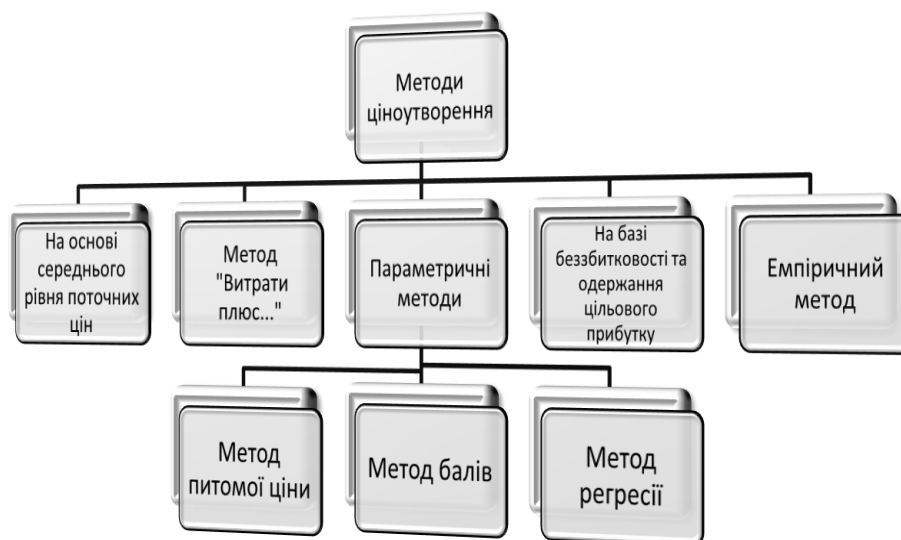 Методи
ціноутворення
На основі
середнього
рівня поточних
цін
Метод
"Витрати
плюс..."
Параметричні
методи
На базі
беззбитковості та
одержання
цільового
прибутку
Емпіричний
метод
Метод
питомої ціни
Метод балів
Метод
регресії